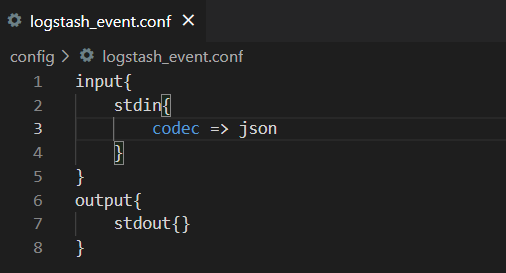 logstash_event.conf
config > logstash_event.conf
1 input{
2     stdin{
3         codec => json
4     }
5 }
6 output{
7     stdout{}
8 }